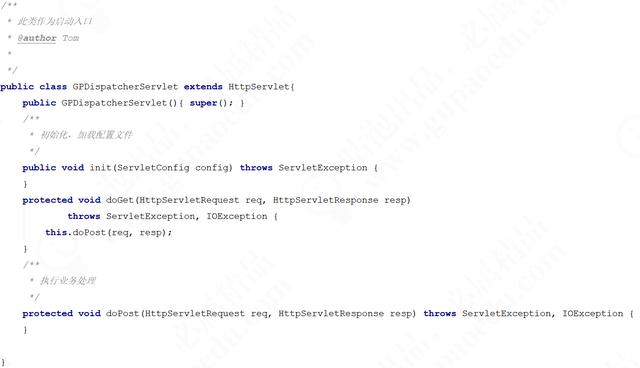 /**
 * 此类作为启动入口
 * @author Tom
 *
 */
public class GPDispatcherServlet extends HttpServlet{
    public GPDispatcherServlet(){ super(); }
    /**
     * 初始化，加载配置文件
     */
    public void init(ServletConfig config) throws ServletException {
    }
    protected void doGet(HttpServletRequest req, HttpServletResponse resp)
            throws ServletException, IOException {
        this.doPost(req, resp);
    }
    /**
     * 执行业务处理
     */
    protected void doPost(HttpServletRequest req, HttpServletResponse resp) throws ServletException, IOException {
    }
}